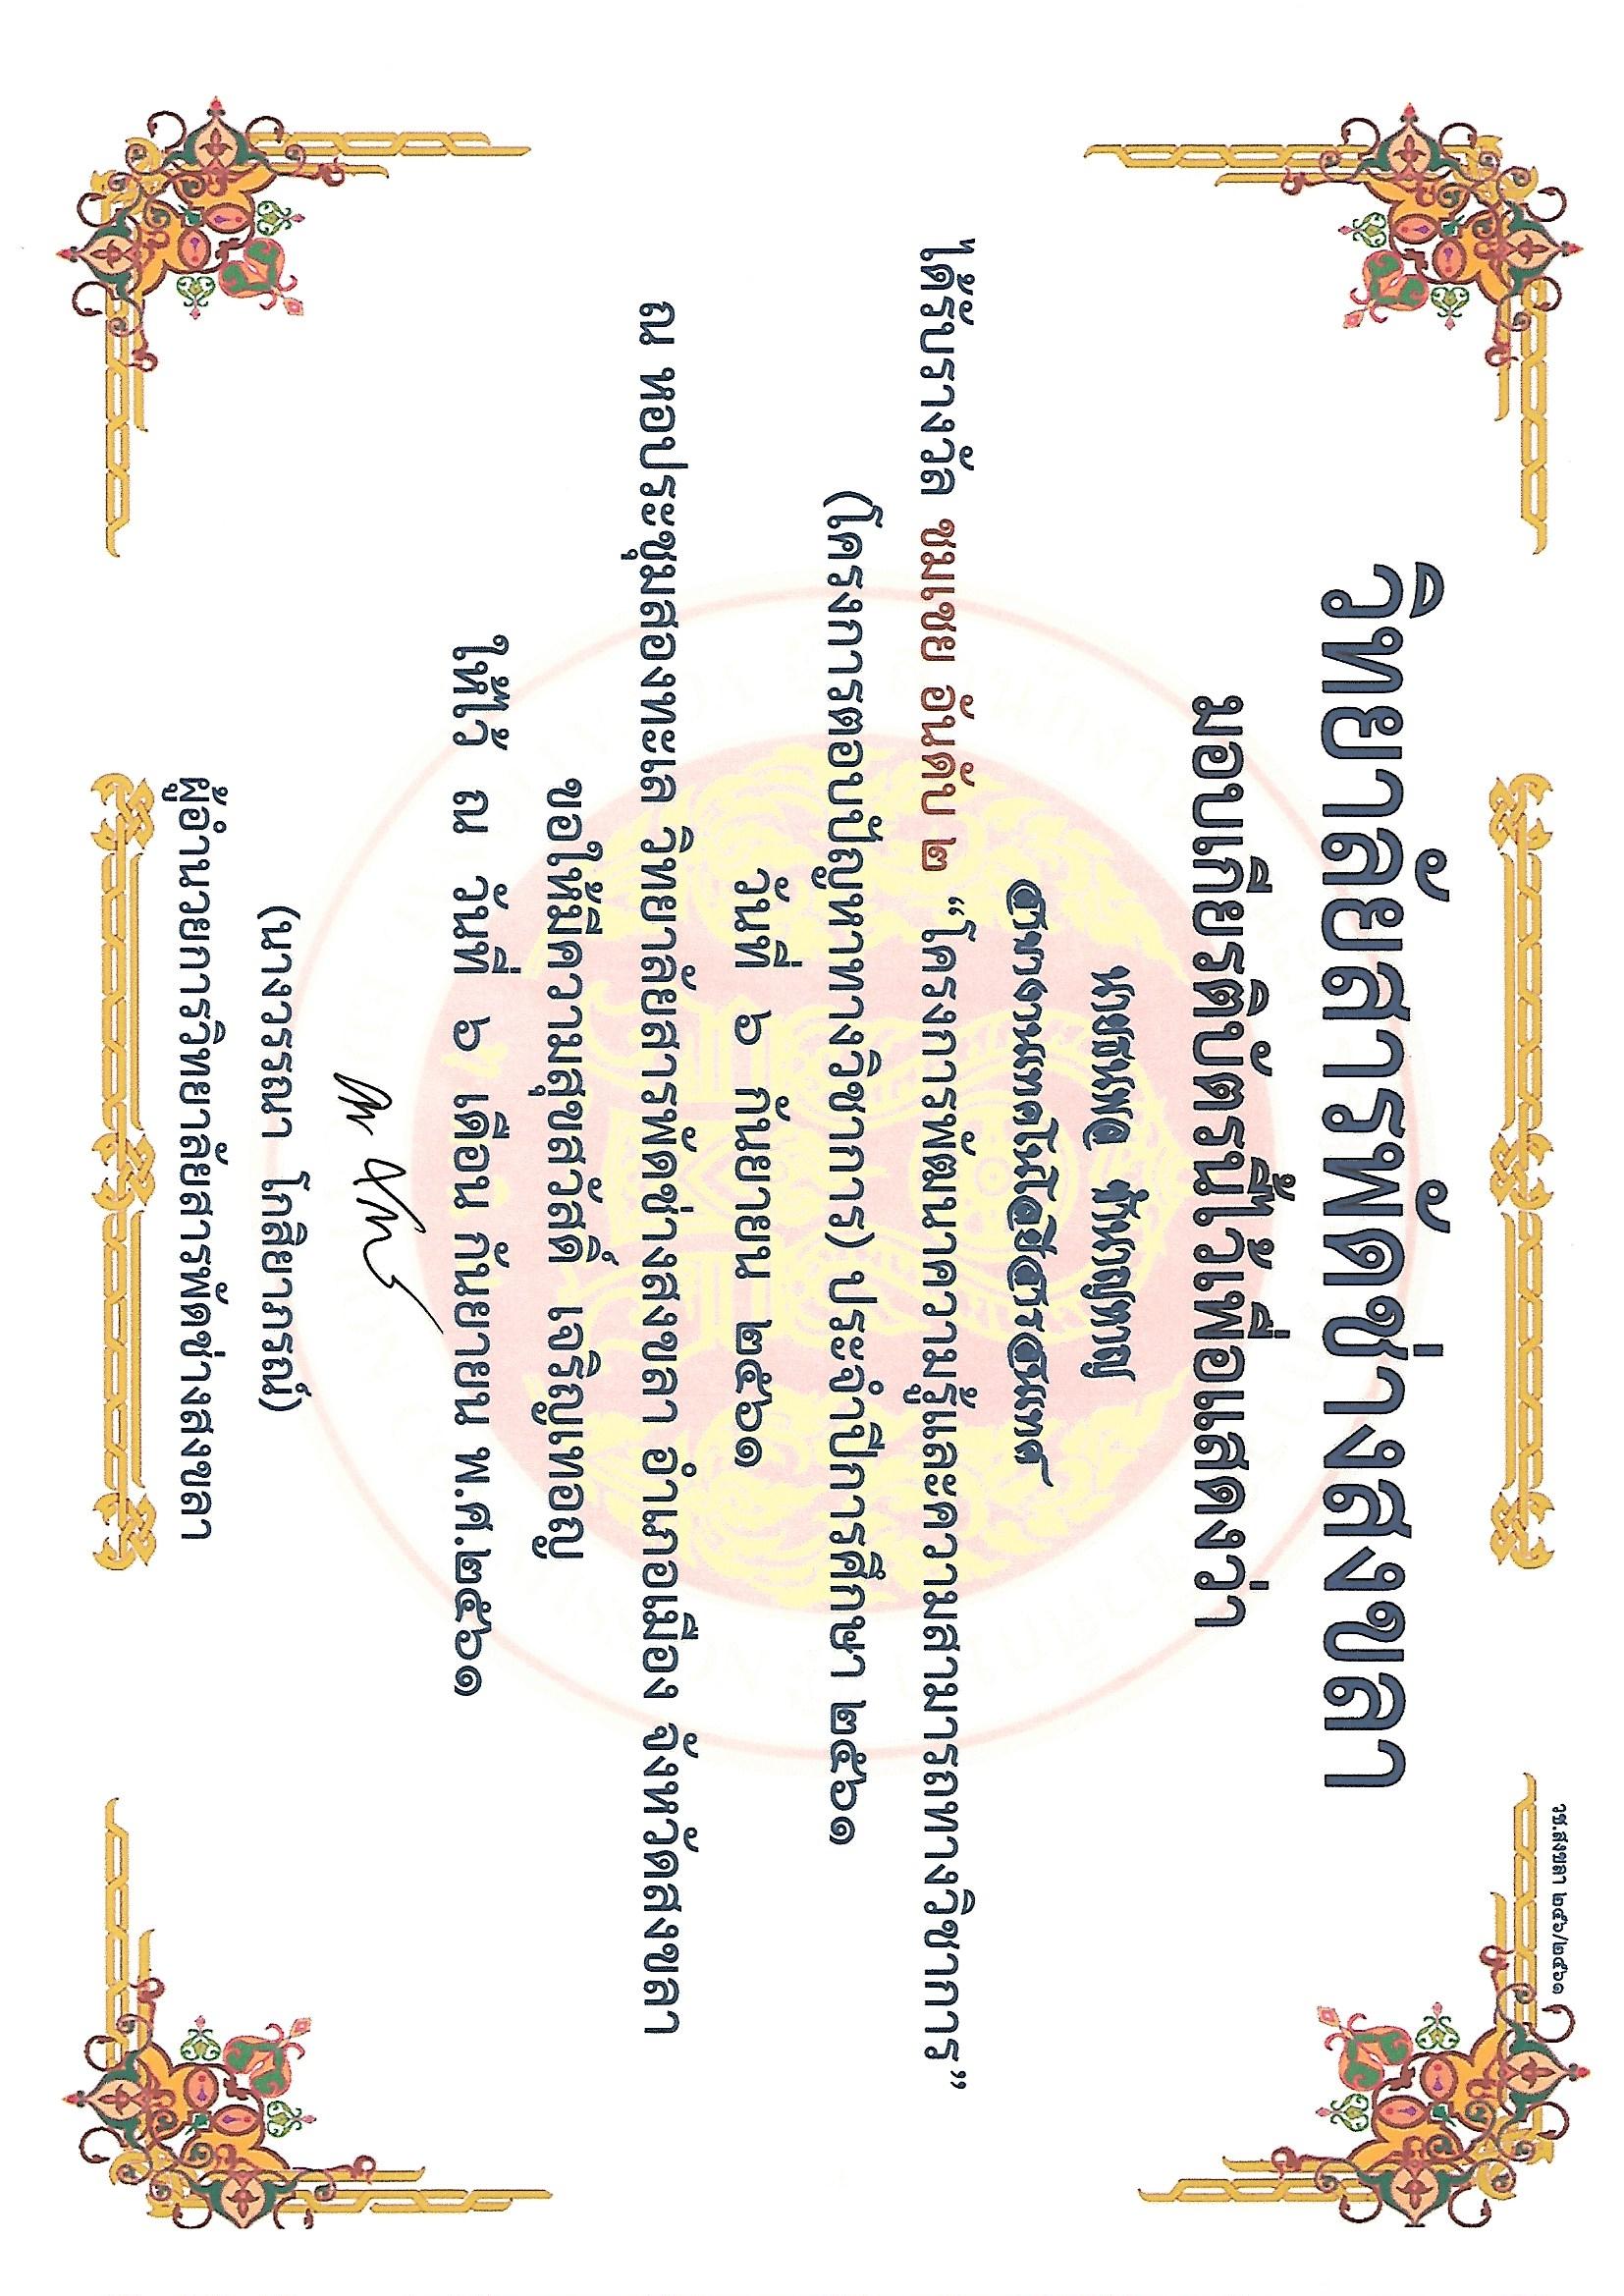 วช.สงขลา ๒๕๖/๒๕๖๑
วิทยาลัยสารพัดช่างสงขลา
มอบเกียรติบัตรนี้ไว้เพื่อแสดงว่า
นายธนพล ชำนาญหาญ
สาขางานเทคโนโลยีสารสนเทศ
ได้รับรางวัล ชมเชย อันดับ ๒ “โครงการพัฒนาความรู้และความสามารถทางวิชาการ”
(โครงการตอบปัญหาทางวิชาการ) ประจำปีการศึกษา ๒๕๖๑
วันที่ ๖ กันยายน ๒๕๖๑
ณ หอประชุมสองทะเล วิทยาลัยสารพัดช่างสงขลา อำเภอเมือง จังหวัดสงขลา
ขอให้มีความสุขสวัสดิ์ เจริญเทอญ
ให้ไว้ ณ วันที่ ๖ เดือน กันยายน พ.ศ.๒๕๖๑
(นางวรรณา โกสิยาภรณ์)
ผู้อำนวยการวิทยาลัยสารพัดช่างสงขลา